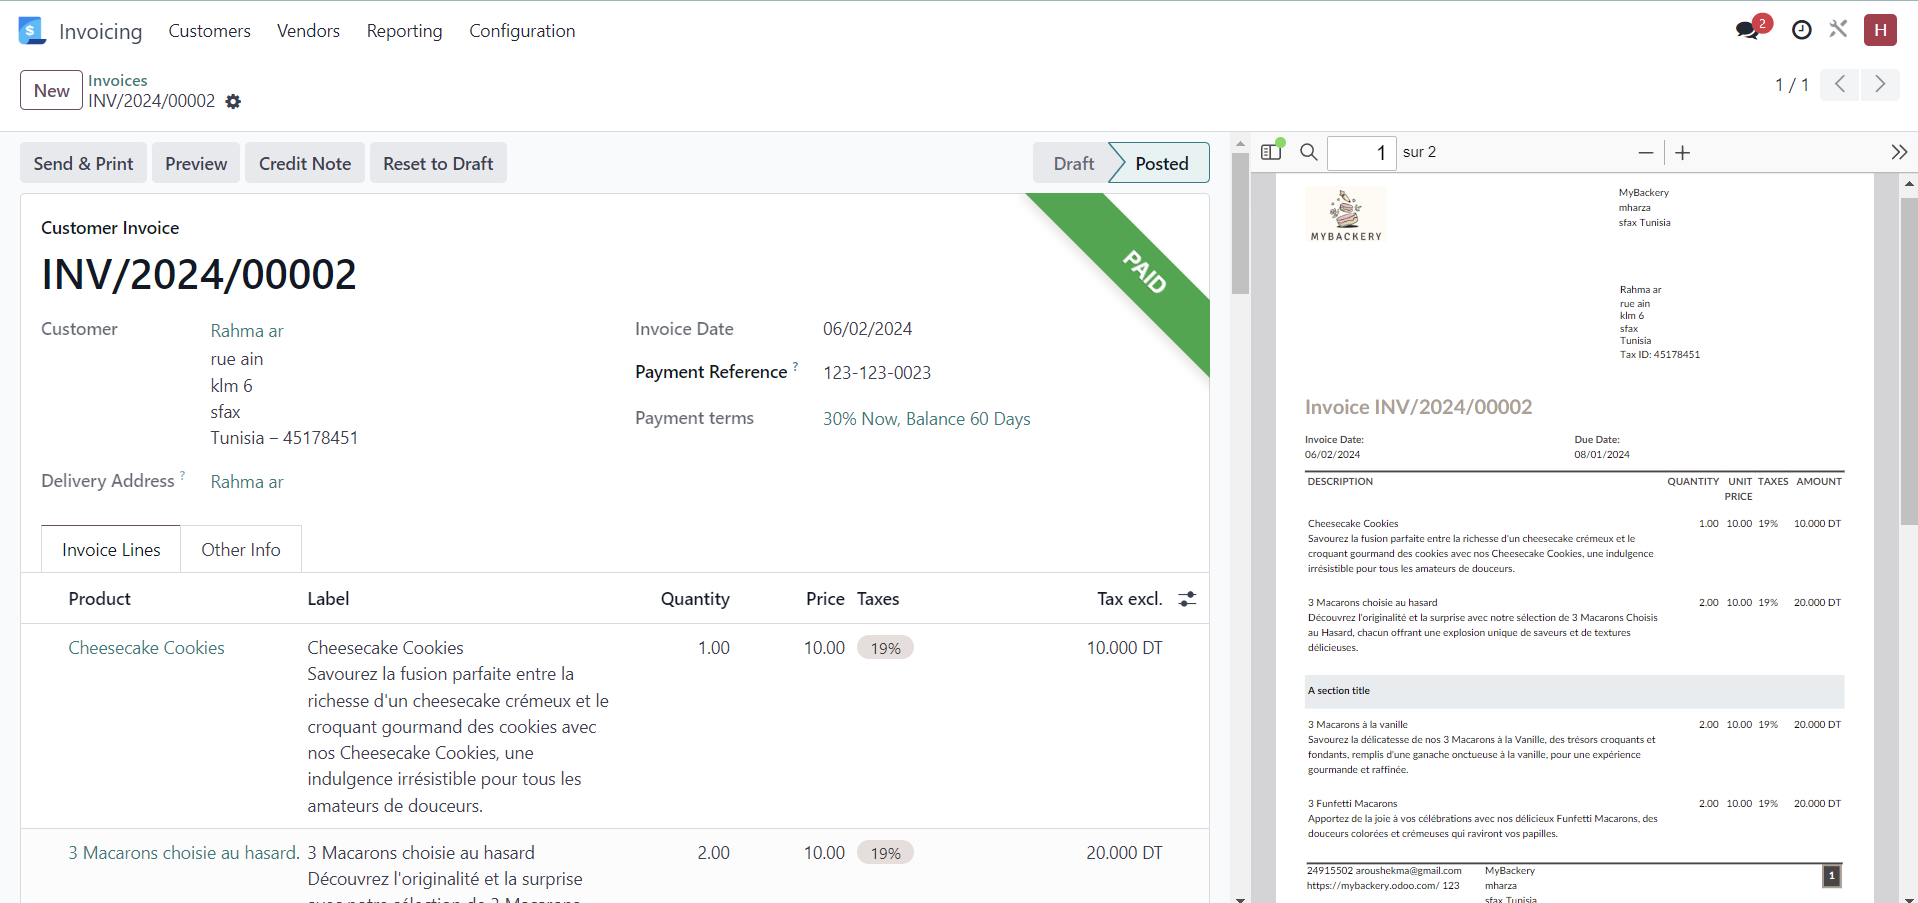 Invoicing Customers Vendors Reporting Configuration
2
H
New
Invoices
INV/2024/00002
1 / 1
Send & Print Preview Credit Note Reset to Draft
Draft Posted
PAID
Customer Invoice
INV/2024/00002
Customer
Rahma ar
rue ain
klm 6
sfax
Tunisia – 45178451
Delivery Address ?
Rahma ar
Invoice Date 06/02/2024
Payment Reference ? 123-123-0023
Payment terms 30% Now, Balance 60 Days
Invoice Lines Other Info
Product Label Quantity Price Taxes Tax excl.
Cheesecake Cookies Cheesecake Cookies 1.00 10.00 19% 10.000 DT
Savourez la fusion parfaite entre la
richesse d'un cheesecake crémeux et le
croquant gourmand des cookies avec
nos Cheesecake Cookies, une
indulgence irrésistible pour tous les
amateurs de douceurs.
3 Macarons choisie au hasard. 3 Macarons choisie au hasard 2.00 10.00 19% 20.000 DT
Découvrez l'originalité et la surprise
avec notre sélection de 3 Macarons
1 sur 2
MYBACKERY
MyBackery
mharza
sfax Tunisia
Rahma ar
rue ain
klm 6
sfax
Tunisia
Tax ID: 45178451
Invoice INV/2024/00002
Invoice Date: Due Date:
06/02/2024 08/01/2024
DESCRIPTION QUANTITY UNIT TAXES AMOUNT
PRICE
Cheesecake Cookies 1.00 10.00 19% 10.000 DT
Savourez la fusion parfaite entre la richesse d'un cheesecake crémeux et le
croquant gourmand des cookies avec nos Cheesecake Cookies, une indulgence
irrésistible pour tous les amateurs de douceurs.
3 Macarons choisie au hasard 2.00 10.00 19% 20.000 DT
Découvrez l'originalité et la surprise avec notre sélection de 3 Macarons Choisis
au Hasard, chacun offrant une explosion unique de saveurs et de textures
délicieuses.
A section title
3 Macarons à la vanille 2.00 10.00 19% 20.000 DT
Savourez la délicatesse de nos 3 Macarons à la Vanille, des trésors croquants et
fondants, remplis d'une ganache onctueuse à la vanille, pour une expérience
gourmande et raffinée.
3 Funfetti Macarons 2.00 10.00 19% 20.000 DT
Apportez de la joie à vos célébrations avec nos délicieux Funfetti Macarons, des
douceurs colorées et crémeuses qui raviront vos papilles.
24915502 aroushekma@gmail.com MyBackery 1
https://mybackery.odoo.com/ 123 mharza
sfax Tunisia